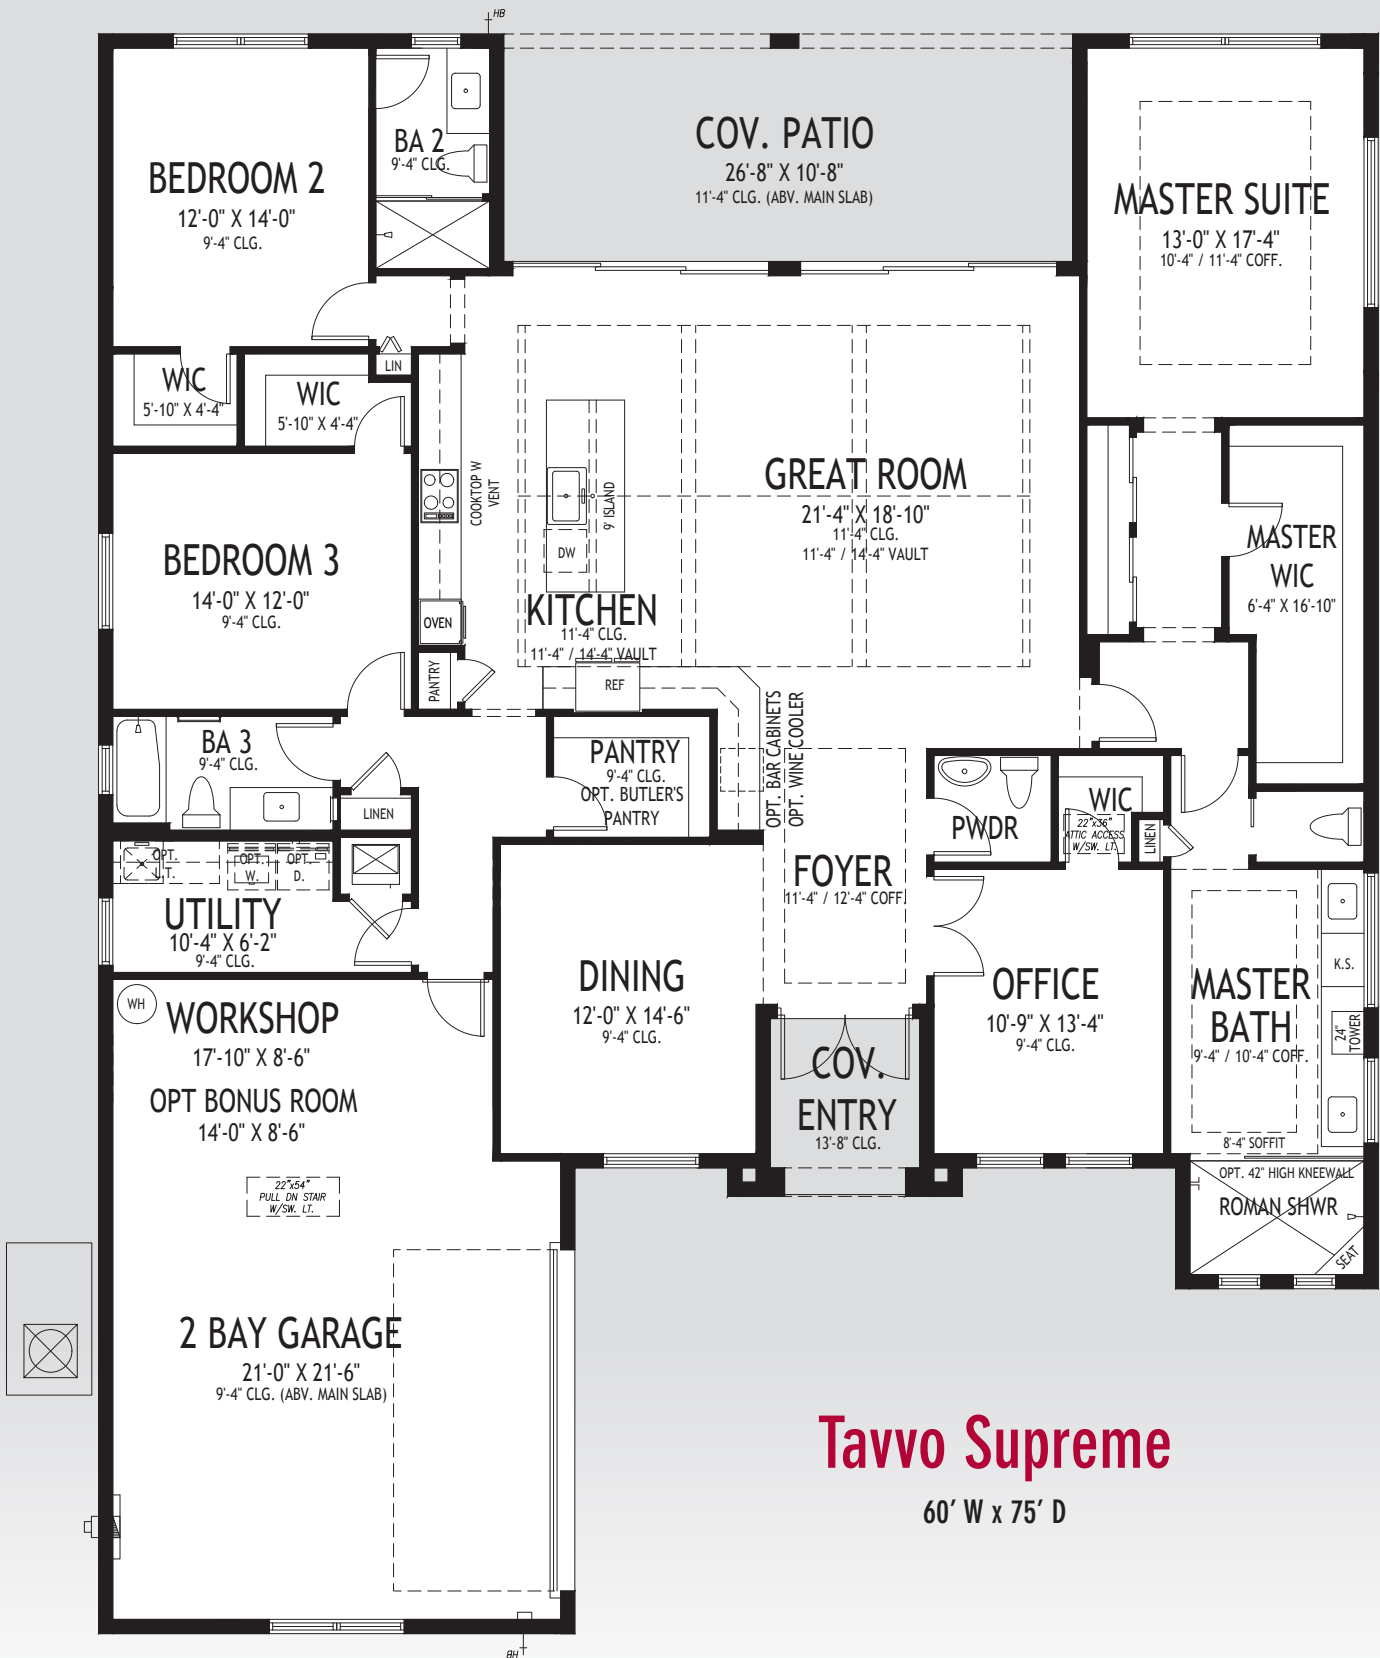 HB
BEDROOM 2
12'-0" X 14'-0"
9'-4" CLG.
BA 2
9'-4" CLG.
COV. PATIO
26'-8" X 10'-8"
11'-4" CLG. (ABV. MAIN SLAB)
MASTER SUITE
13'-0" X 17'-4"
10'-4" / 11'-4" COFF.
WIC
5'-10" X 4'-4"
WIC
5'-10" X 4'-4"
LIN
COOKTOP W
VENT
9' ISLAND
DW
GREAT ROOM
21'-4" X 18'-10"
11'-4" CLG.
11'-4" / 14'-4" VAULT
MASTER
WIC
6'-4" X 16'-10"
BEDROOM 3
14'-0" X 12'-0"
9'-4" CLG.
OVEN
KITCHEN
11'-4" CLG.
11'-4" / 14'-4" VAULT
PANTRY
REF
OPT. BAR CABINETS
OPT. WINE COOLER
BA 3
9'-4" CLG.
LINEN
PANTRY
9'-4" CLG.
OPT. BUTLER'S
PANTRY
PWDR
WIC
22"x36"
ATTIC ACCESS
W/SW. LT.
LINEN
OPT.
L.T.
OPT.
W.
OPT.
D.
UTILITY
10'-4" X 6'-2"
9'-4" CLG.
FOYER
11'-4" / 12'-4" COFF.
DINING
12'-0" X 14'-6"
9'-4" CLG.
OFFICE
10'-9" X 13'-4"
9'-4" CLG.
MASTER
BATH
9'-4" / 10'-4" COFF.
K.S.
24"
TOWER
8'-4" SOFFIT
WH
WORKSHOP
17'-10" X 8'-6"
OPT BONUS ROOM
14'-0" X 8'-6"
COV.
ENTRY
13'-8" CLG.
OPT. 42" HIGH KNEEWALL
ROMAN SHWR
SEAT
22"x54"
PULL DN STAIR
W/SW. LT.
2 BAY GARAGE
21'-0" X 21'-6"
9'-4" CLG. (ABV. MAIN SLAB)
Tavvo Supreme
60' W x 75' D
HB